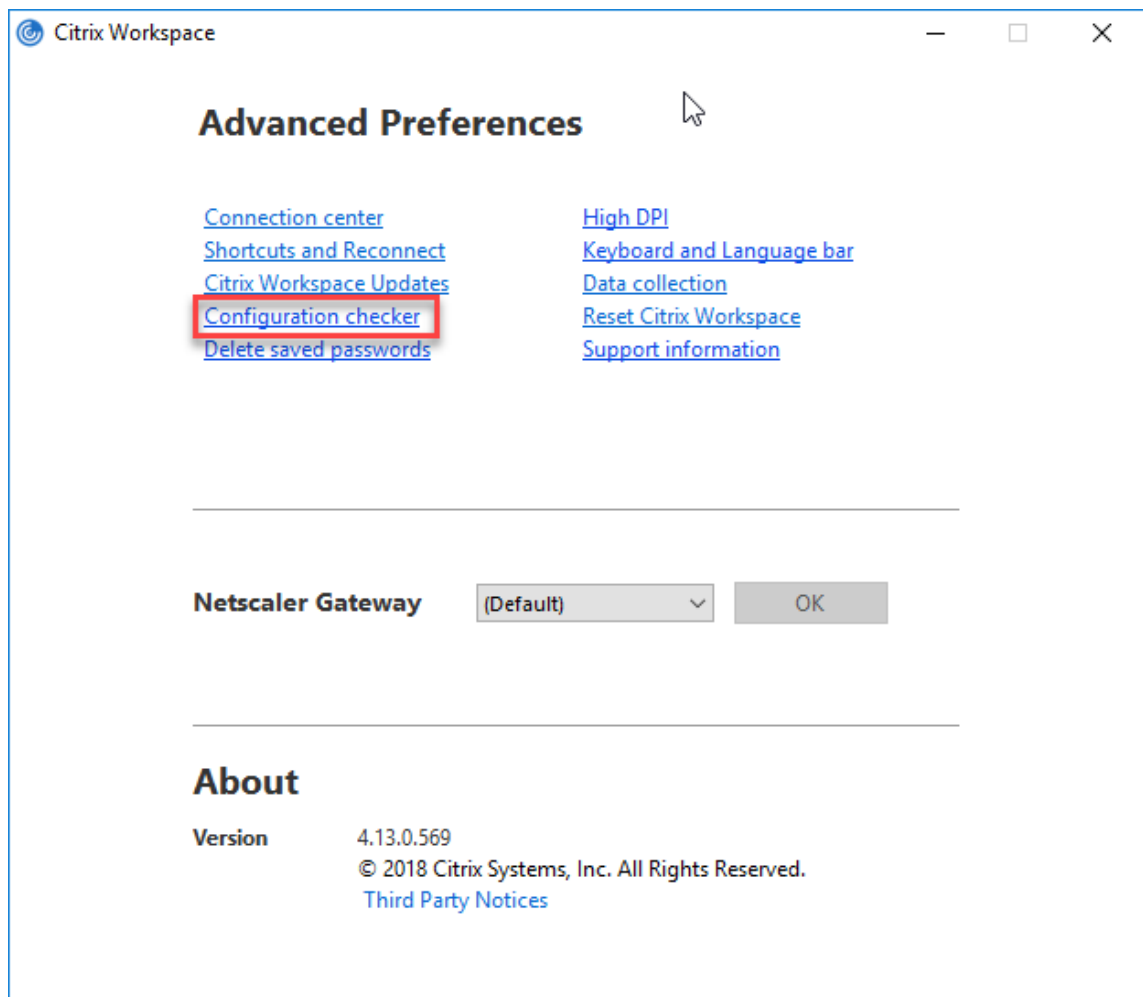 Citrix Workspace
Advanced Preferences
Connection center
Shortcuts and Reconnect
Citrix Workspace Updates
Configuration checker
Delete saved passwords
High DPI
Keyboard and Language bar
Data collection
Reset Citrix Workspace
Support information
Netscaler Gateway (Default) OK
About
Version 4.13.0.569
© 2018 Citrix Systems, Inc. All Rights Reserved.
Third Party Notices